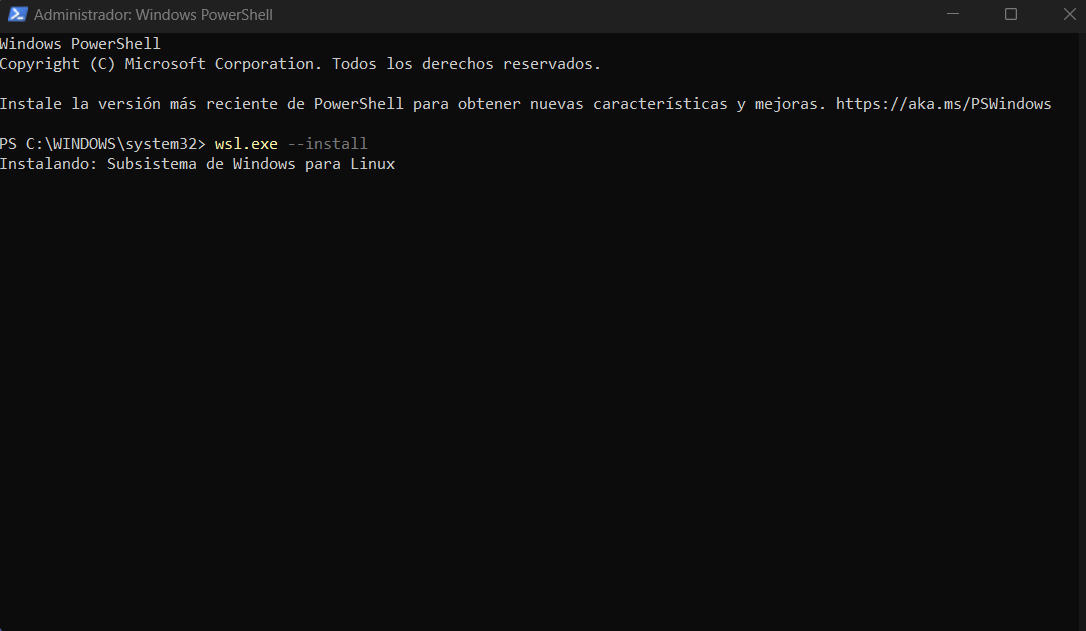 Administrador: Windows PowerShell
Windows PowerShell
Copyright (C) Microsoft Corporation. Todos los derechos reservados.
Instale la versión más reciente de PowerShell para obtener nuevas características y mejoras. https://aka.ms/PSWindows
PS C:\WINDOWS\system32> wsl.exe --install
Instalando: Subsistema de Windows para Linux